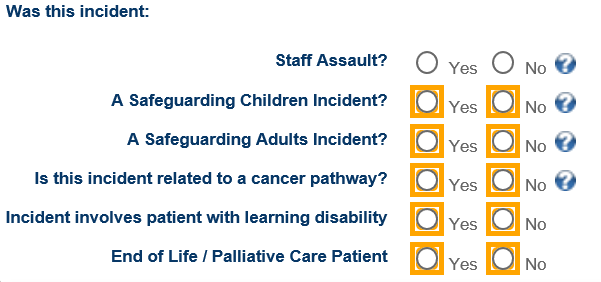 Was this incident:
Staff Assault? Yes No ?
A Safeguarding Children Incident? Yes No ?
A Safeguarding Adults Incident? Yes No ?
Is this incident related to a cancer pathway? Yes No ?
Incident involves patient with learning disability Yes No
End of Life / Palliative Care Patient Yes No